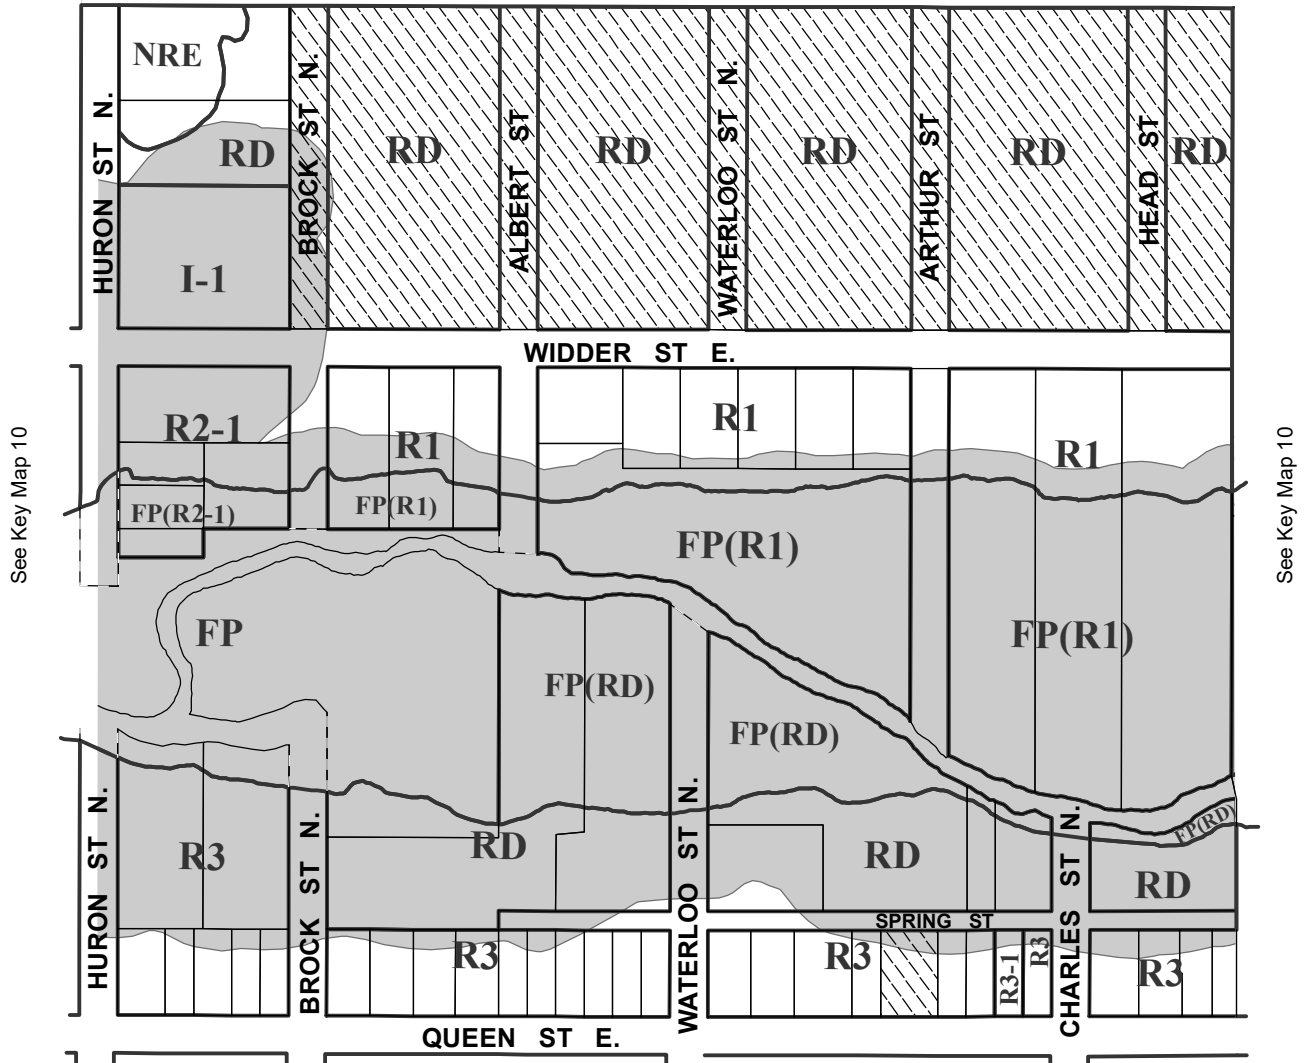 NRE
HURON ST N.
RD
BROCK ST N.
RD
ALBERT ST
RD
WATERLOO ST N.
RD
ARTHUR ST
RD
HEAD ST
RD
I-1
WIDDER ST E.
R2-1
R1
R1
R1
See Key Map 10
See Key Map 10
FP(R2-1)
FP(R1)
FP(R1)
FP
FP(R1)
FP(RD)
FP(RD)
FP(RD)
HURON ST N.
R3
BROCK ST N.
RD
WATERLOO ST N.
RD
CHARLES ST N.
RD
SPRING ST
R3
R3
R3-1
R3
R3
QUEEN ST E.